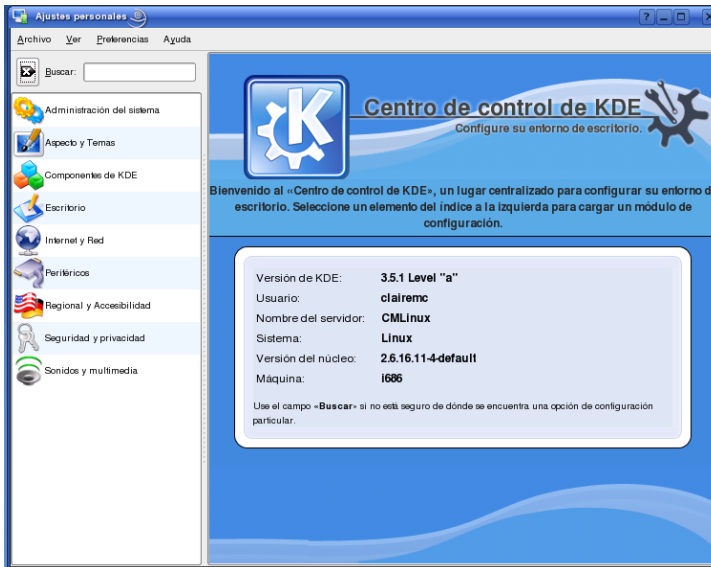 Ajustes personales
Archivo Ver Preferencias Ayuda
Buscar:
Administración del sistema
Aspecto y Temas
Componentes de KDE
Escritorio
Internet y Red
Periféricos
Regional y Accesibilidad
Seguridad y privacidad
Sonidos y multimedia
Centro de control de KDE
Configure su entorno de escritorio.
Bienvenido al «Centro de control de KDE», un lugar centralizado para configurar su entorno d
escritorio. Seleccione un elemento del índice a la izquierda para cargar un módulo de
configuración.
Versión de KDE: 3.5.1 Level "a"
Usuario: clairemc
Nombre del servidor: CMLinux
Sistema: Linux
Versión del núcleo: 2.6.16.11-4-default
Máquina: i686
Use el campo «Buscar» si no está seguro de dónde se encuentra una opción de configuración
particular.